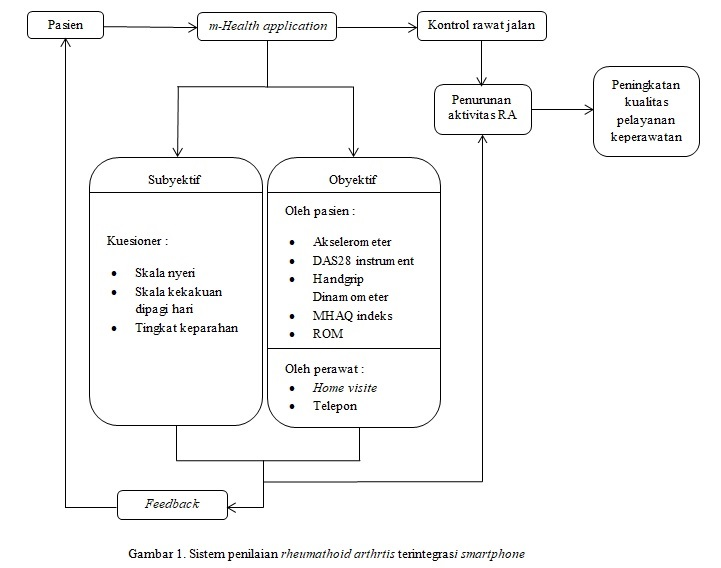 Pasien
m-Health application
Kontrol rawat jalan
Penurunan
aktivitas RA
Peningkatan
kualitas
pelayanan
keperawatan
Subyektif
Kuesioner :
• Skala nyeri
• Skala kekakuan
dipagi hari
• Tingkat keparahan
Obyektif
Oleh pasien :
• Akselerometer
• DAS28 instrument
• Handgrip
Dinamometer
• MHAQ indeks
• ROM
Oleh perawat :
• Home visite
• Telepon
Feedback
Gambar 1. Sistem penilaian rheumathoid arthrtis terintegrasi smartphone